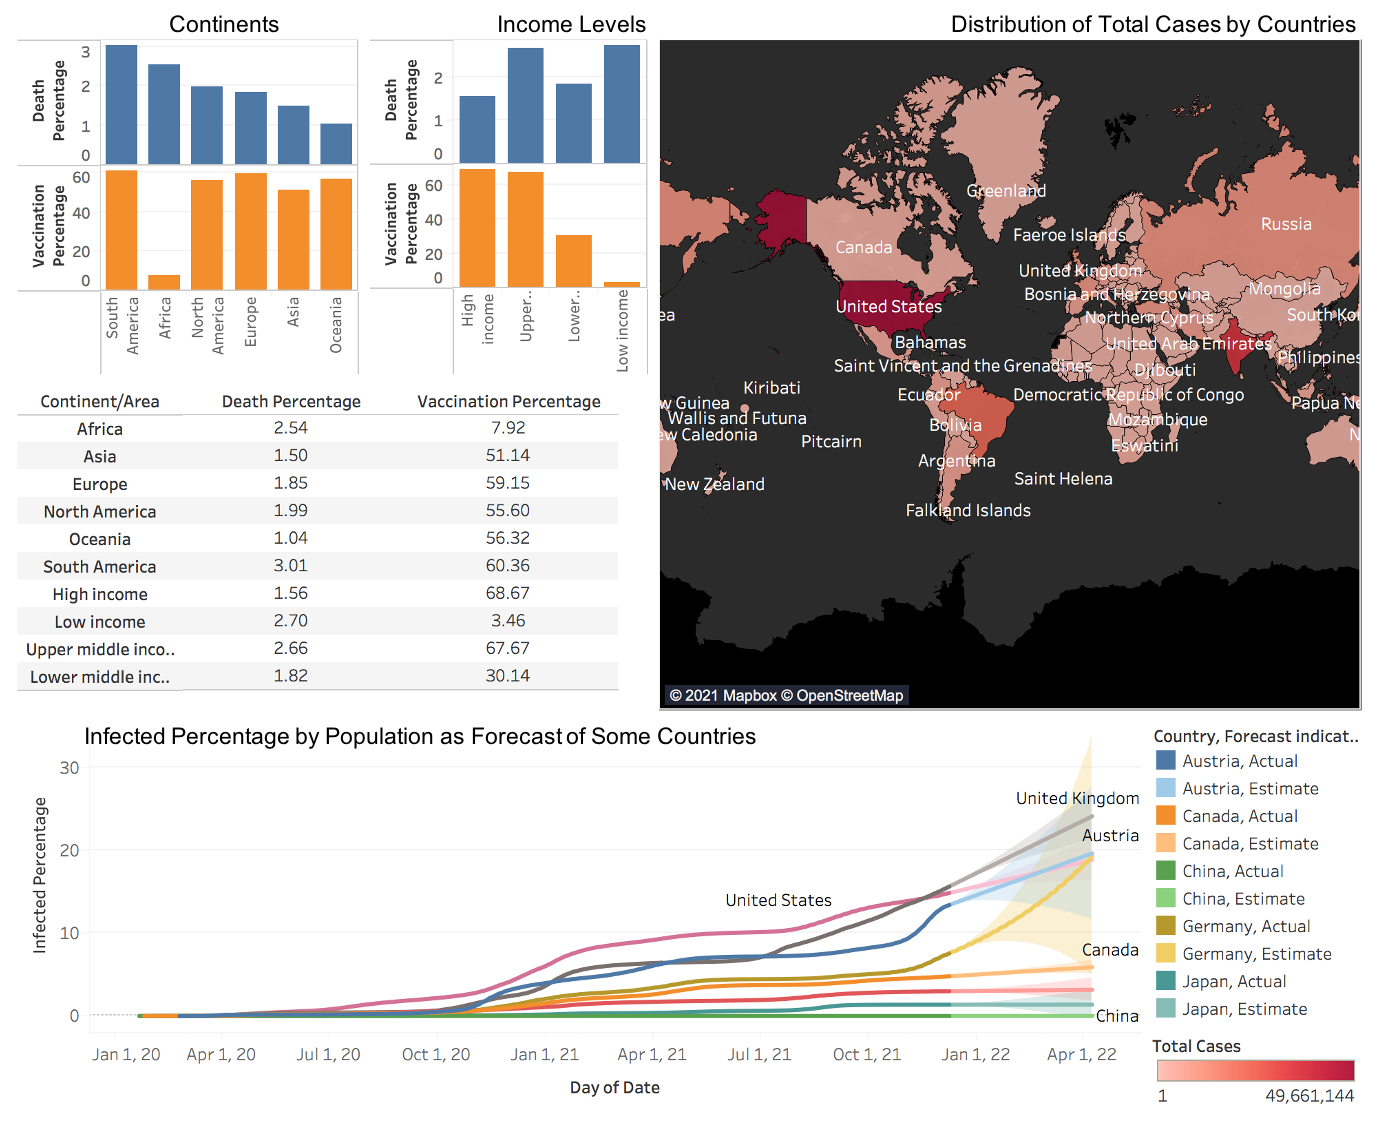 Continents
Income Levels
Distribution of Total Cases by Countries
Death
Percentage
3
2
1
0
Vaccination
Percentage
60
40
20
0
South
America
Africa
North
America
Europe
Asia
Oceania
Death
Percentage
2
1
0
Vaccination
Percentage
60
40
20
0
High
income
Upper..
Lower..
Low income
Continent/Area Death Percentage Vaccination Percentage
Africa 2.54 7.92
Asia 1.50 51.14
Europe 1.85 59.15
North America 1.99 55.60
Oceania 1.04 56.32
South America 3.01 60.36
High income 1.56 68.67
Low income 2.70 3.46
Upper middle inco.. 2.66 67.67
Lower middle inc.. 1.82 30.14
Greenland
Russia
Faeroe Islands
Canada
United Kingdom
Mongolia
Bosnia and Herzegovina
United States
ea
Northern Cyprus
South Kor
Bahamas
United Arab Emirates
Philippines
Saint Vincent and the Grenadines
Djibouti
Kiribati
Ecuador
Democratic Republic of Congo
w Guinea
Papua Ne
Wallis and Futuna
Mozambique
Bolivia
ew Caledonia
Pitcairn
N
Eswatini
Argentina
New Zealand
Saint Helena
Falkland Islands
© 2021 Mapbox © OpenStreetMap
Infected Percentage by Population as Forecast of Some Countries
Infected Percentage
30
20
10
0
United Kingdom
Austria
United States
Canada
China
Jan 1, 20
Apr 1, 20
Jul 1, 20
Oct 1, 20
Jan 1, 21
Apr 1, 21
Jul 1, 21
Oct 1, 21
Jan 1, 22
Apr 1, 22
Day of Date
Country, Forecast indicat..
Austria, Actual
Austria, Estimate
Canada, Actual
Canada, Estimate
China, Actual
China, Estimate
Germany, Actual
Germany, Estimate
Japan, Actual
Japan, Estimate
Total Cases
1 49,661,144